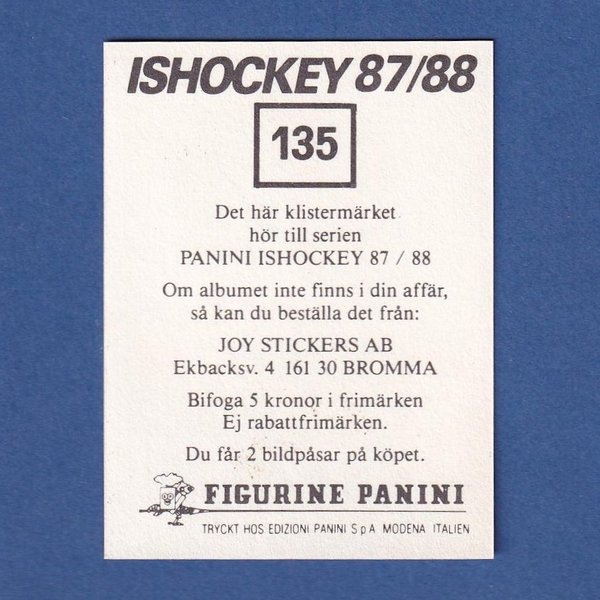 ISHOCKEY 87/88
135
Det här klistermärket
hör till serien
PANINI ISHOCKEY 87 / 88
Om albumet inte finns i din affär,
så kan du beställa det från:
JOY STICKERS AB
Ekbacksv. 4 161 30 BROMMA
Bifoga 5 kronor i frimärken
Ej rabattfrimärken.
Du får 2 bildpåsar på köpet.
FIGURINE PANINI
TRYCKT HOS EDIZIONI PANINI S p A MODENA ITALIEN